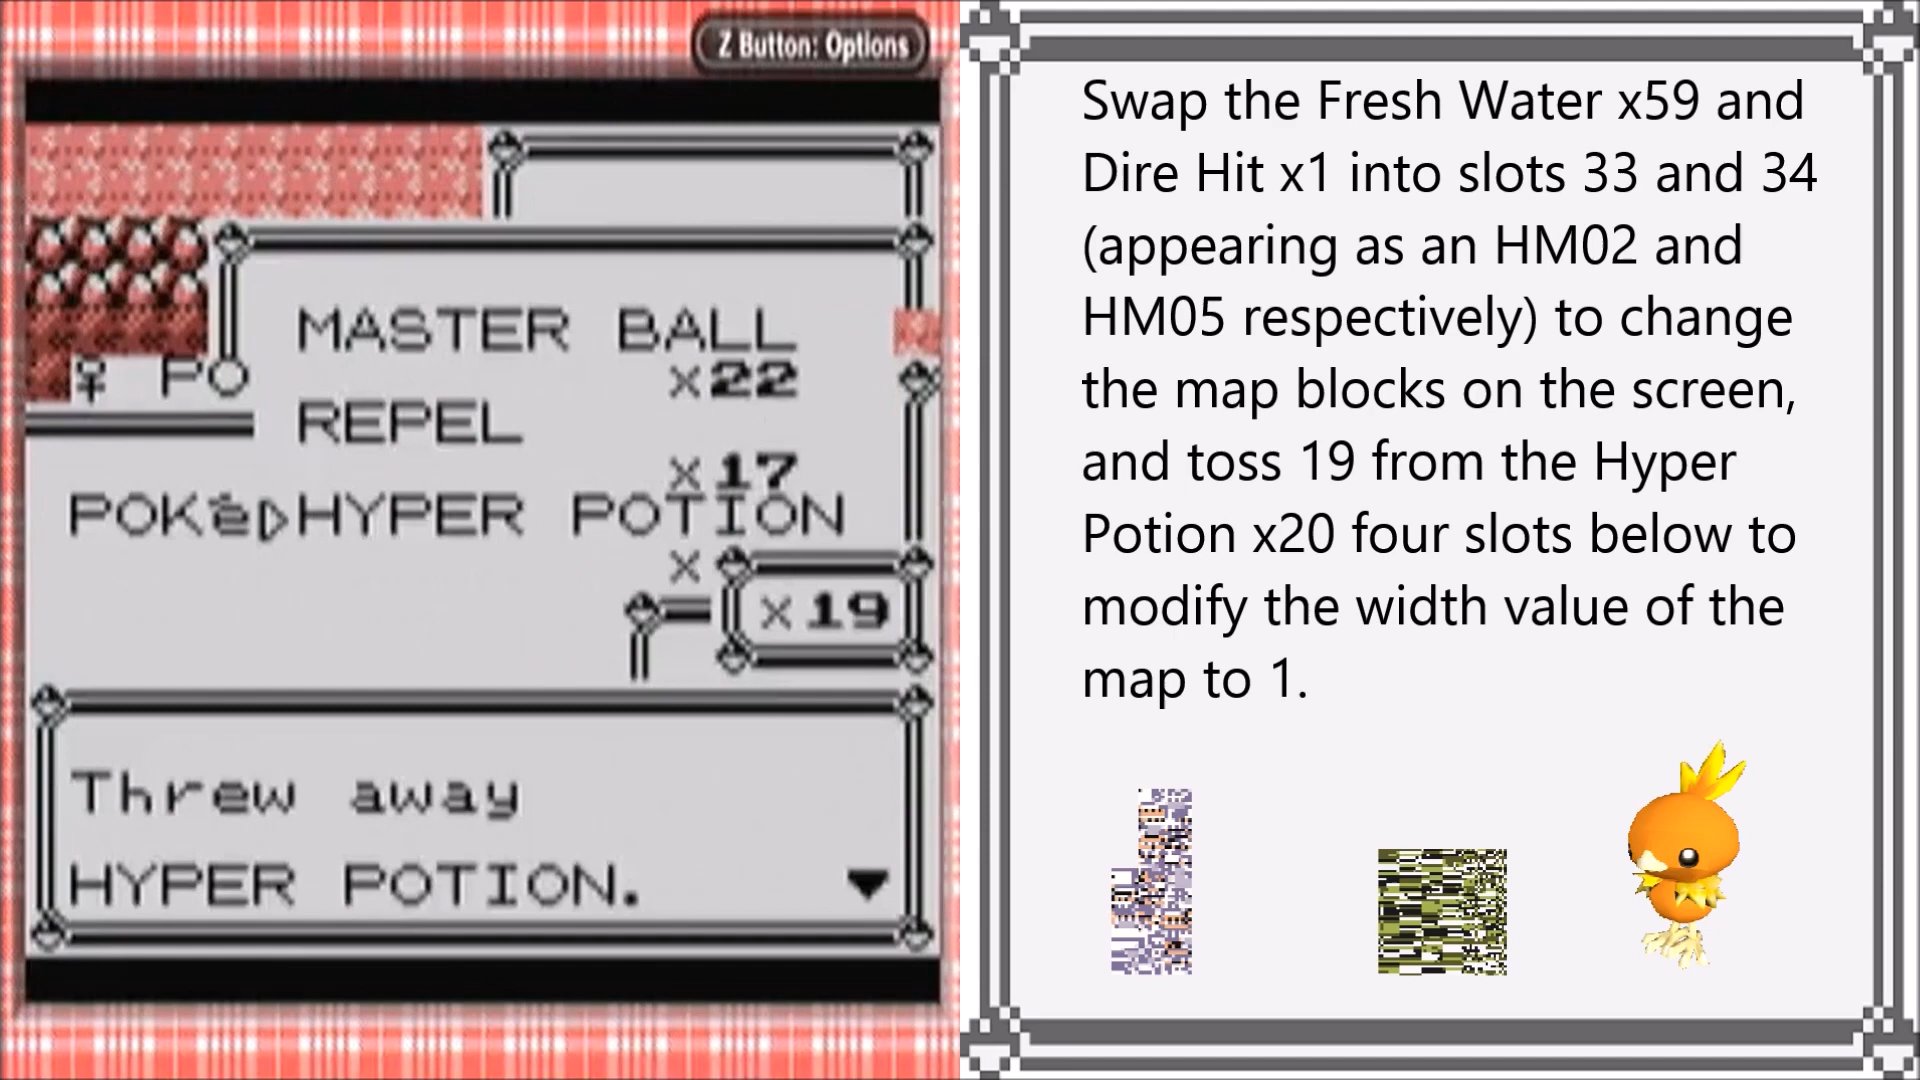 Z Button: Options
MASTER BALL
×22
¥ PO
REPEL
×17
POKé▷HYPER POTION
×
×19
Threw away
HYPER POTION.
Swap the Fresh Water x59 and
Dire Hit x1 into slots 33 and 34
(appearing as an HM02 and
HM05 respectively) to change
the map blocks on the screen,
and toss 19 from the Hyper
Potion x20 four slots below to
modify the width value of the
map to 1.